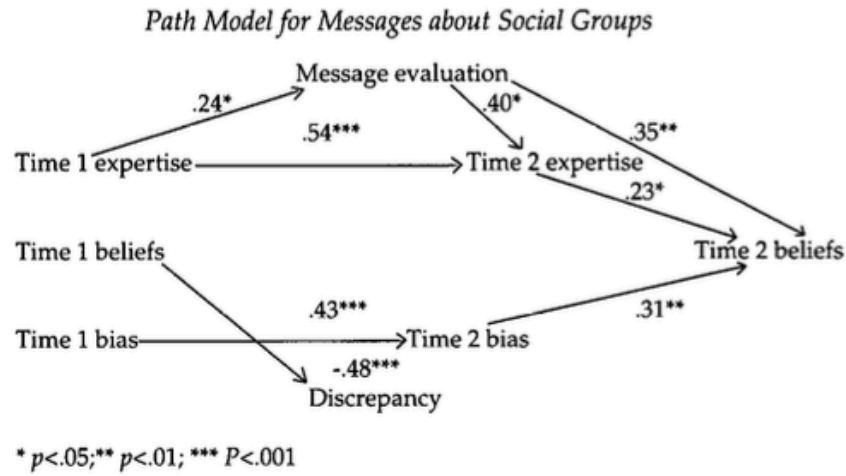 Path Model for Messages about Social Groups
Message evaluation
.24*
.40*
.54***
.35**
Time 1 expertise
Time 2 expertise
.23*
Time 1 beliefs
Time 2 beliefs
.43***
.31**
Time 1 bias
Time 2 bias
-.48***
Discrepancy
* p<.05;** p<.01; *** P<.001